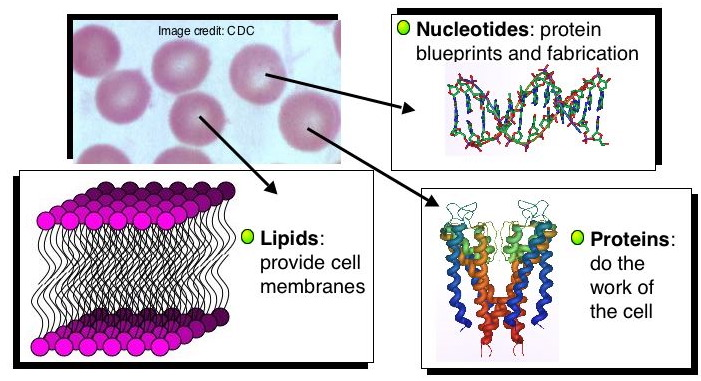 Image credit: CDC
Nucleotides: protein
blueprints and fabrication
Lipids:
provide cell
membranes
Proteins:
do the
work of
the cell